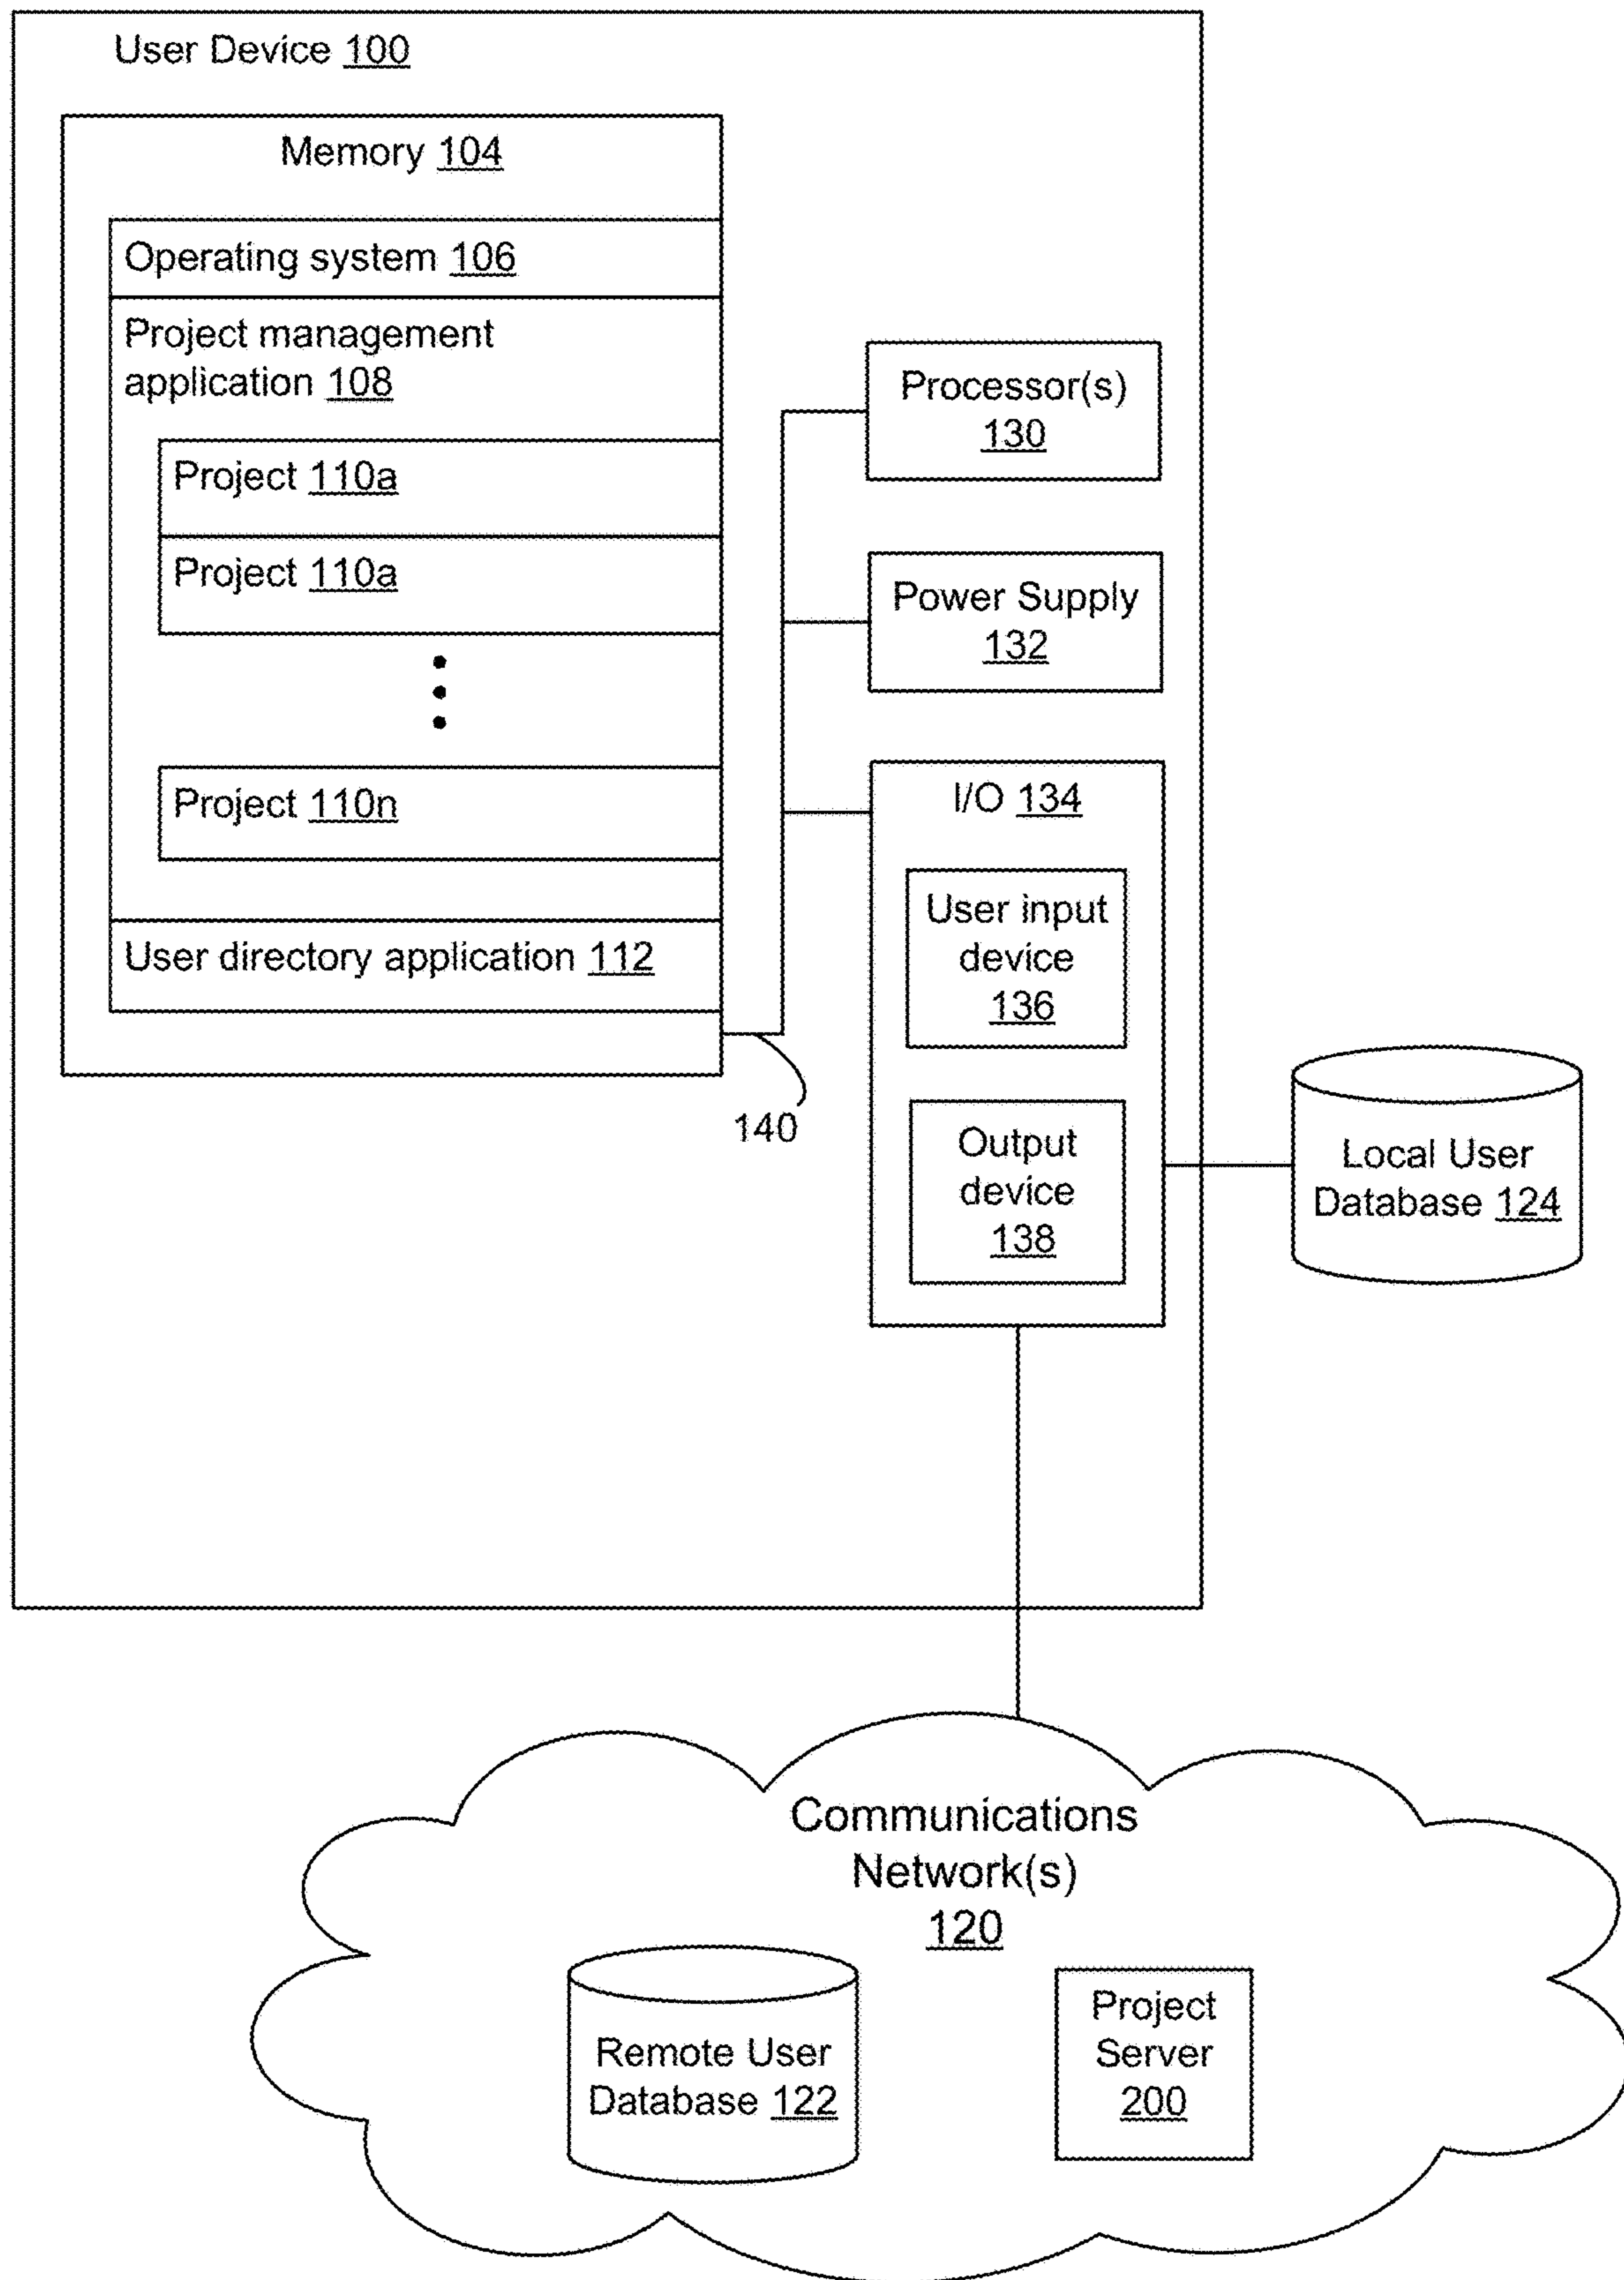 User Device 100
Memory 104
Operating system 106
Project management
application 108
Project 110a
Project 110a
Project 110n
User directory application 112
140
Processor(s)
130
Power Supply
132
I/O 134
User input
device
136
Output
device
138
Local User
Database 124
Communications
Network(s)
120
Remote User
Database 122
Project
Server
200